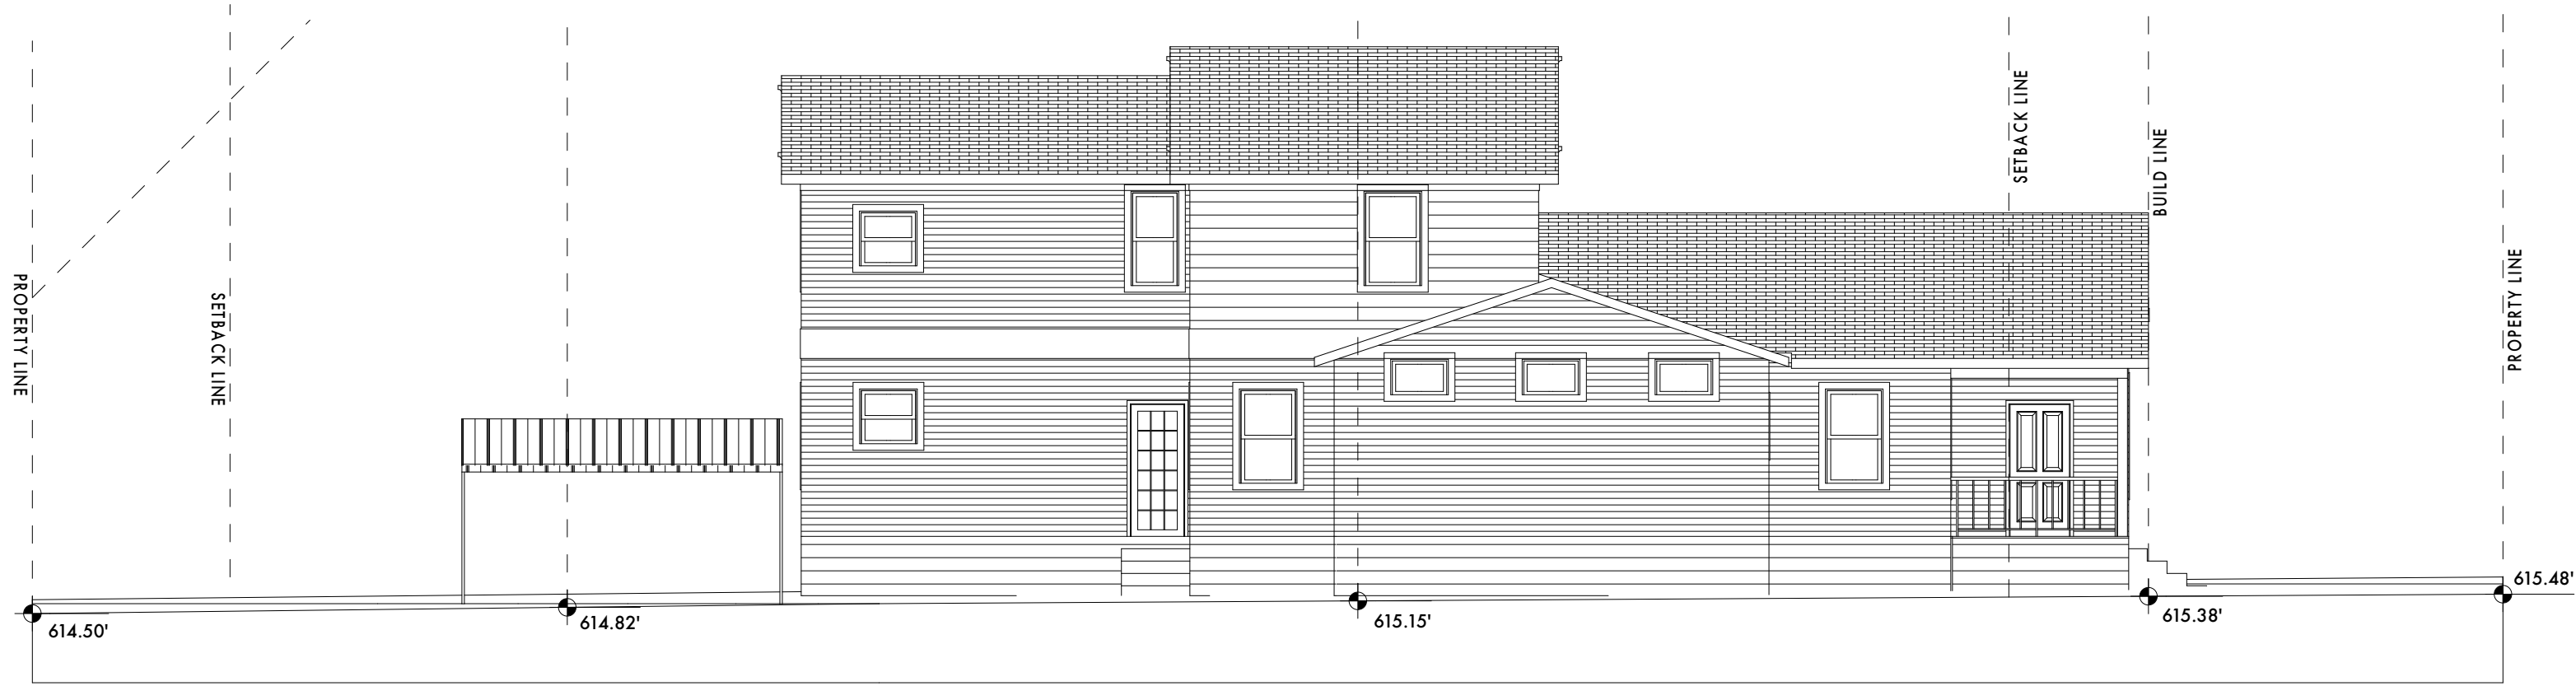 PROPERTY LINE
SETBACK LINE
SETBACK LINE
BUILD LINE
PROPERTY LINE
614.50'
614.82'
615.15'
615.38'
615.48'